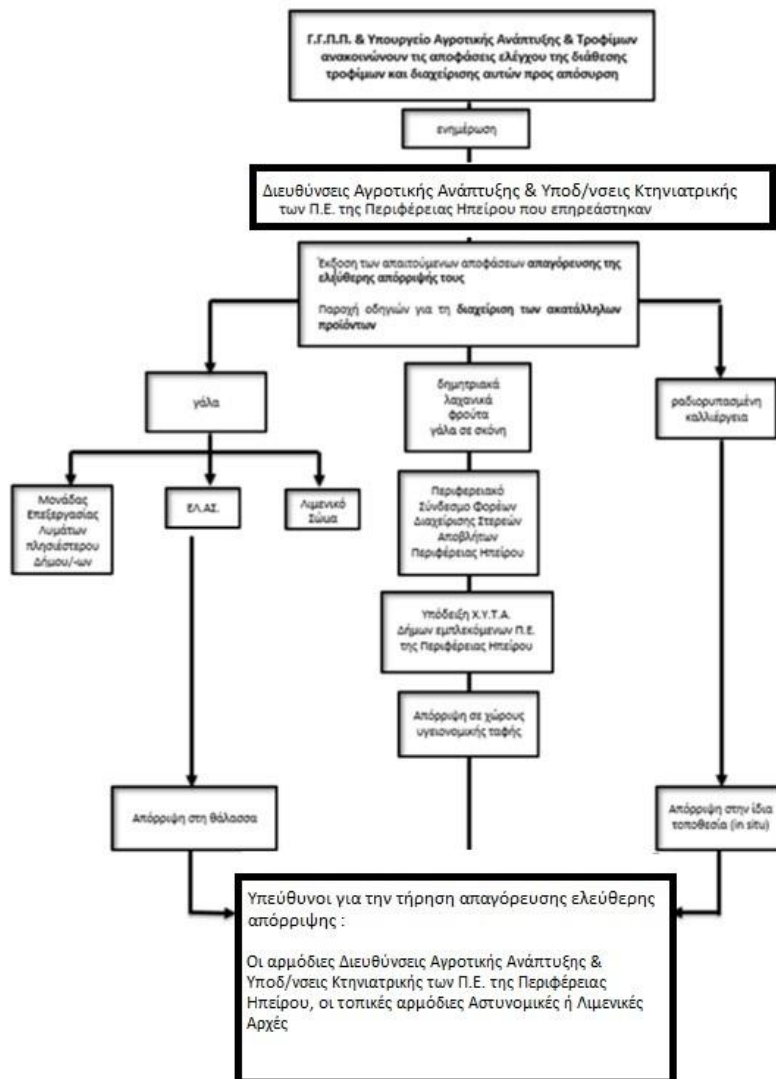 Γ.Γ.Π.Π. & Υπουργείο Αγροτικής Ανάπτυξης & Τροφίμων
ανακοινώνουν τις αποφάσεις ελέγχου της διάθεσης
τροφίμων και διαχείρισης αυτών προς απόσυρση
ενημέρωση
Διευθύνσεις Αγροτικής Ανάπτυξης & Υποδ/νσεις Κτηνιατρικής
των Π.Ε. της Περιφέρειας Ηπείρου που επηρεάστηκαν
Έκδοση των απαιτούμενων αποφάσεων απαγόρευσης της
ελεύθερης απόρριψής τους
Παροχή οδηγιών για τη διαχείριση των ακατάλληλων
προϊόντων
γάλα
δημητριακά
λαχανικά
φρούτα
γάλα σε σκόνη
ραδιορυπασμένη
καλλιέργεια
Μονάδας
Επεξεργασίας
Λυμάτων
πλησιέστερου
Δήμου/-ων
ΕΛ.ΑΣ.
Λιμενικό
Σώμα
Περιφερειακό
Σύνδεσμο Φορέων
Διαχείρισης Στερεών
Αποβλήτων
Περιφέρειας Ηπείρου
Υπόδειξη Χ.Υ.Τ.Α.
Δήμων εμπλεκόμενων Π.Ε.
της Περιφέρειας Ηπείρου
Απόρριψη σε χώρους
υγειονομικής ταφής
Απόρριψη στη θάλασσα
Απόρριψη στην ίδια
τοποθεσία (in situ)
Υπεύθυνοι για την τήρηση απαγόρευσης ελεύθερης
απόρριψης :
Οι αρμόδιες Διευθύνσεις Αγροτικής Ανάπτυξης &
Υποδ/νσεις Κτηνιατρικής των Π.Ε. της Περιφέρειας
Ηπείρου, οι τοπικές αρμόδιες Αστυνομικές ή Λιμενικές
Αρχές